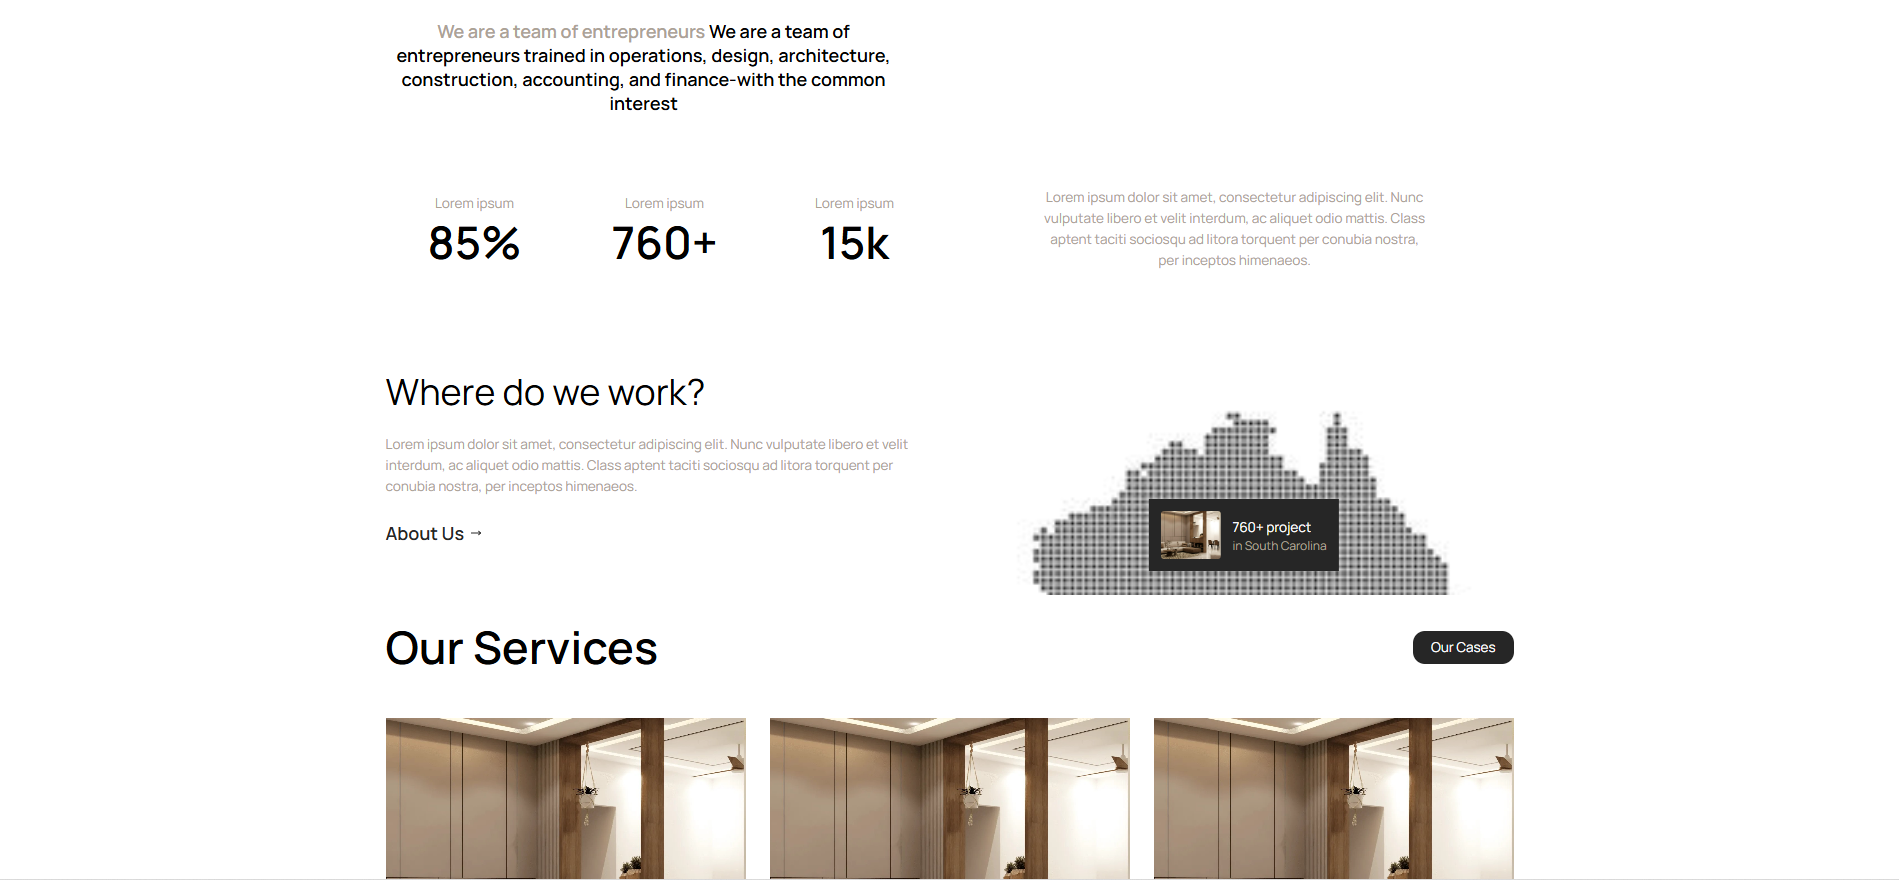 We are a team of entrepreneurs We are a team of
entrepreneurs trained in operations, design, architecture,
construction, accounting, and finance-with the common
interest
Lorem ipsum
85%
Lorem ipsum
760+
Lorem ipsum
15k
Lorem ipsum dolor sit amet, consectetur adipiscing elit. Nunc
vulputate libero et velit interdum, ac aliquet odio mattis. Class
aptent taciti sociosqu ad litora torquent per conubia nostra,
per inceptos himenaeos.
Where do we work?
Lorem ipsum dolor sit amet, consectetur adipiscing elit. Nunc vulputate libero et velit
interdum, ac aliquet odio mattis. Class aptent taciti sociosqu ad litora torquent per
conubia nostra, per inceptos himenaeos.
About Us →
760+ project
in South Carolina
Our Services
Our Cases